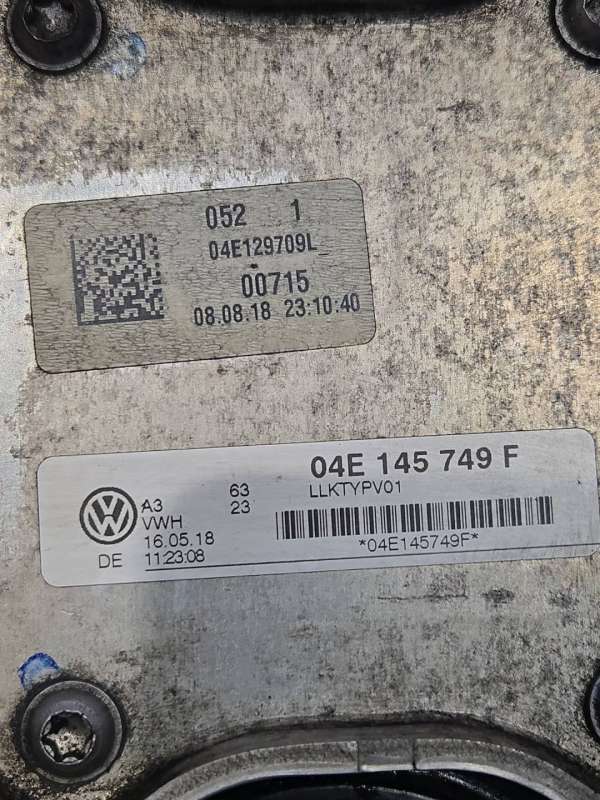 052 1
04E129709L
00715
08.08.18 23:10:40
04E 145 749 F
A3 63 LLKTYPV01
VWH 23
16.05.18
DE 11:23:08 *04E145749F*